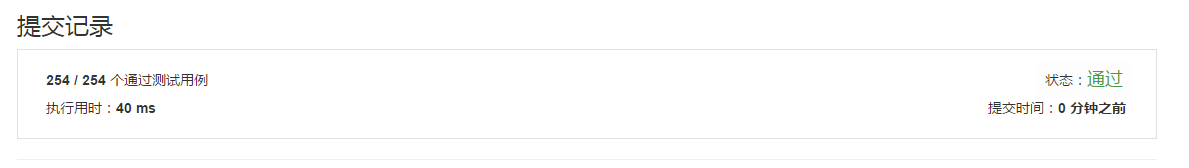 提交记录
254 / 254 个通过测试用例
状态：通过
执行用时：40 ms
提交时间：0 分钟之前